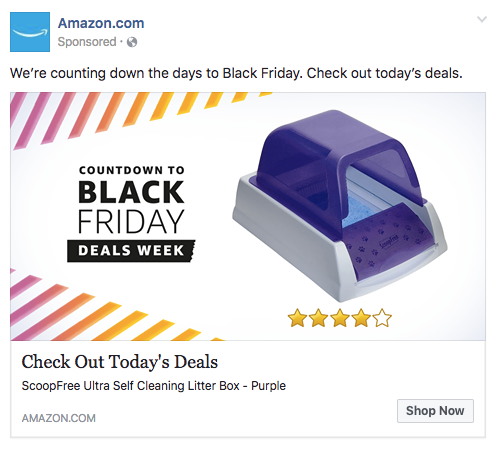 Amazon.com
Sponsored ·
We're counting down the days to Black Friday. Check out today's deals.
COUNTDOWN TO
BLACK
FRIDAY
DEALS WEEK
ScoopFree
Check Out Today's Deals
ScoopFree Ultra Self Cleaning Litter Box - Purple
AMAZON.COM
Shop Now